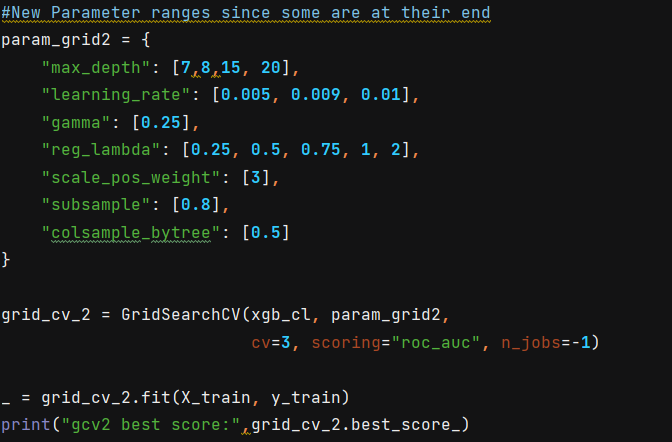 #New Parameter ranges since some are at their end
param_grid2 = {
    "max_depth": [7,8,15, 20],
    "learning_rate": [0.005, 0.009, 0.01],
    "gamma": [0.25],
    "reg_lambda": [0.25, 0.5, 0.75, 1, 2],
    "scale_pos_weight": [3],
    "subsample": [0.8],
    "colsample_bytree": [0.5]
}
grid_cv_2 = GridSearchCV(xgb_cl, param_grid2,
                         cv=3, scoring="roc_auc", n_jobs=-1)
_ = grid_cv_2.fit(X_train, y_train)
print("gcv2 best score:",grid_cv_2.best_score_)